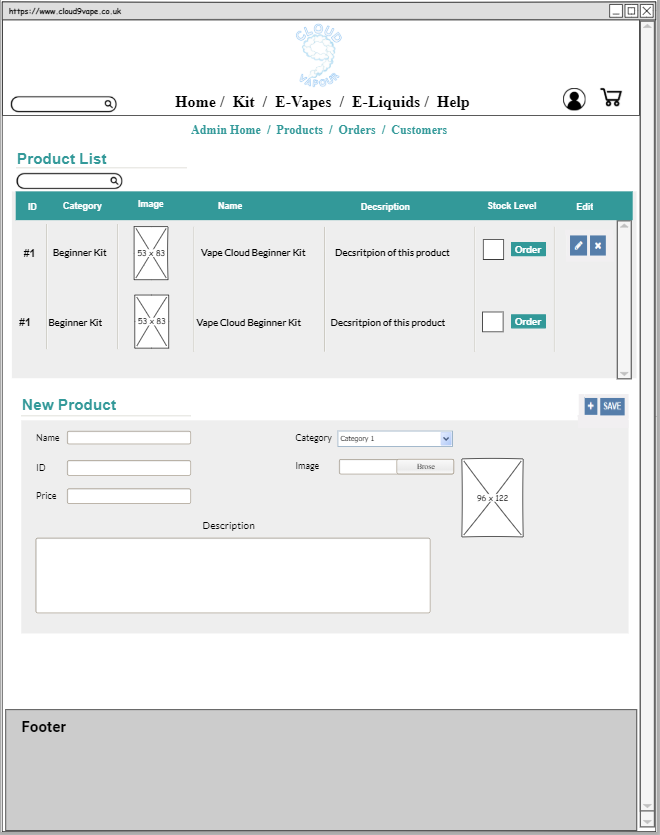 https://www.cloud9vape.co.uk
CLOUD
VAPOUR
Home / Kit / E-Vapes / E-Liquids / Help
Admin Home / Products / Orders / Customers
Product List
ID Category Image Name Decsription Stock Level Edit
#1 Beginner Kit 53 x 83 Vape Cloud Beginner Kit Decsritpion of this product Order
#1 Beginner Kit 53 x 83 Vape Cloud Beginner Kit Decsritpion of this product Order
New Product
+ SAVE
Name Category Category 1
ID Image Brose
Price 96 x 122
Description
Footer